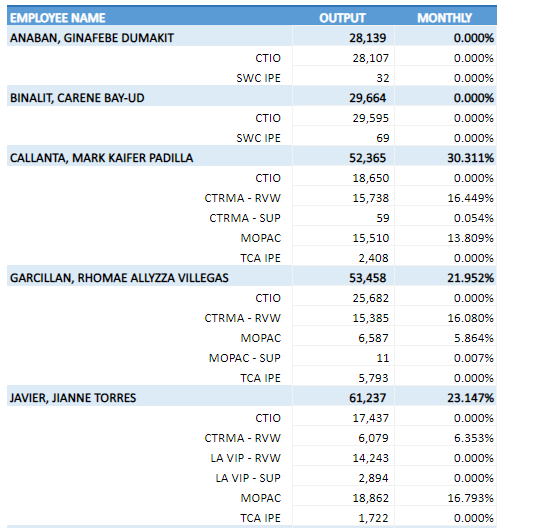 EMPLOYEE NAME OUTPUT MONTHLY
ANABAN, GINAFEBE DUMAKIT 28,139 0.000%
CTIO 28,107 0.000%
SWC IPE 32 0.000%
BINALIT, CARENE BAY-UD 29,664 0.000%
CTIO 29,595 0.000%
SWC IPE 69 0.000%
CALLANTA, MARK KAIFER PADILLA 52,365 30.311%
CTIO 18,650 0.000%
CTRMA - RVW 15,738 16.449%
CTRMA - SUP 59 0.054%
MOPAC 15,510 13.809%
TCA IPE 2,408 0.000%
GARCILLAN, RHOMAE ALLYZZA VILLEGAS 53,458 21.952%
CTIO 25,682 0.000%
CTRMA - RVW 15,385 16.080%
MOPAC 6,587 5.864%
MOPAC - SUP 11 0.007%
TCA IPE 5,793 0.000%
JAVIER, JIANNE TORRES 61,237 23.147%
CTIO 17,437 0.000%
CTRMA - RVW 6,079 6.353%
LA VIP - RVW 14,243 0.000%
LA VIP - SUP 2,894 0.000%
MOPAC 18,862 16.793%
TCA IPE 1,722 0.000%